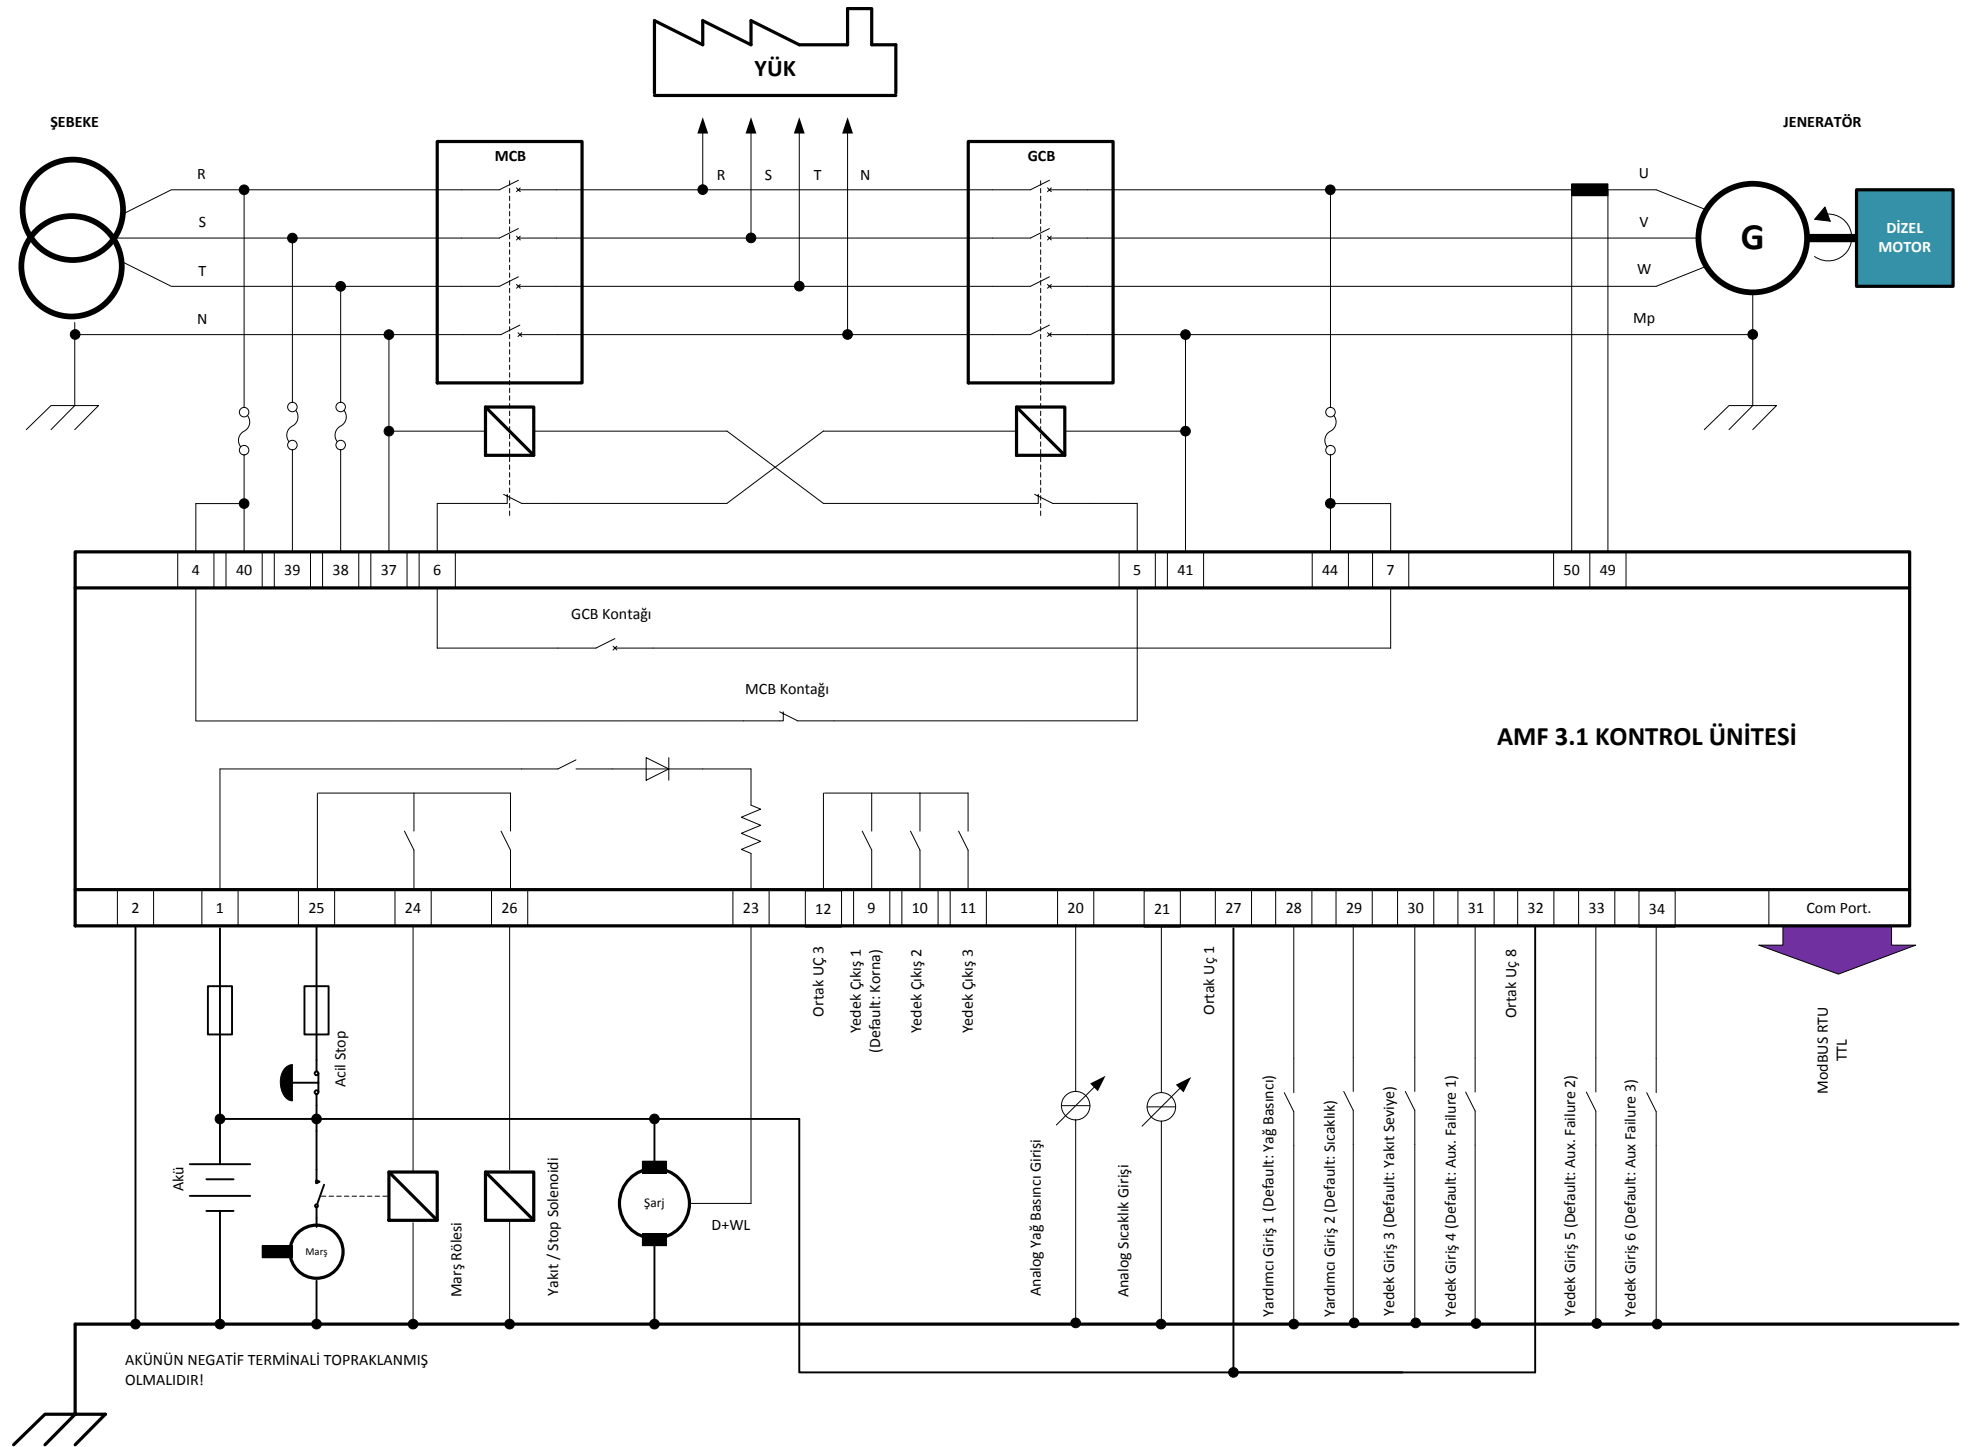 YÜK
ŞEBEKE
JENERATÖR
MCB
GCB
R
S
T
N
R
S
T
N
U
V
W
Mp
G
DİZEL
MOTOR
4
40
39
38
37
6
5
41
44
7
50
49
GCB Kontağı
MCB Kontağı
AMF 3.1 KONTROL ÜNİTESİ
2
1
25
24
26
23
12
9
10
11
20
21
27
28
29
30
31
32
33
34
Com Port.
Acil Stop
Akü
Marş
Marş Rölesi
Yakıt / Stop Solenoidi
Şarj
D+WL
Ortak UÇ 3
Yedek Çıkış 1
(Default: Korna)
Yedek Çıkış 2
Yedek Çıkış 3
Analog Yağ Basıncı Girişi
Analog Sıcaklık Girişi
Ortak Uç 1
Yardımcı Giriş 1 (Default: Yağ Basıncı)
Yardımcı Giriş 2 (Default: Sıcaklık)
Yedek Giriş 3 (Default: Yakıt Seviye)
Yedek Giriş 4 (Default: Aux. Failure 1)
Ortak Uç 8
Yedek Giriş 5 (Default: Aux. Failure 2)
Yedek Giriş 6 (Default: Aux Failure 3)
ModBUS RTU
TTL
AKÜNÜN NEGATİF TERMİNALİ TOPRAKLANMIŞ
OLMALIDIR!